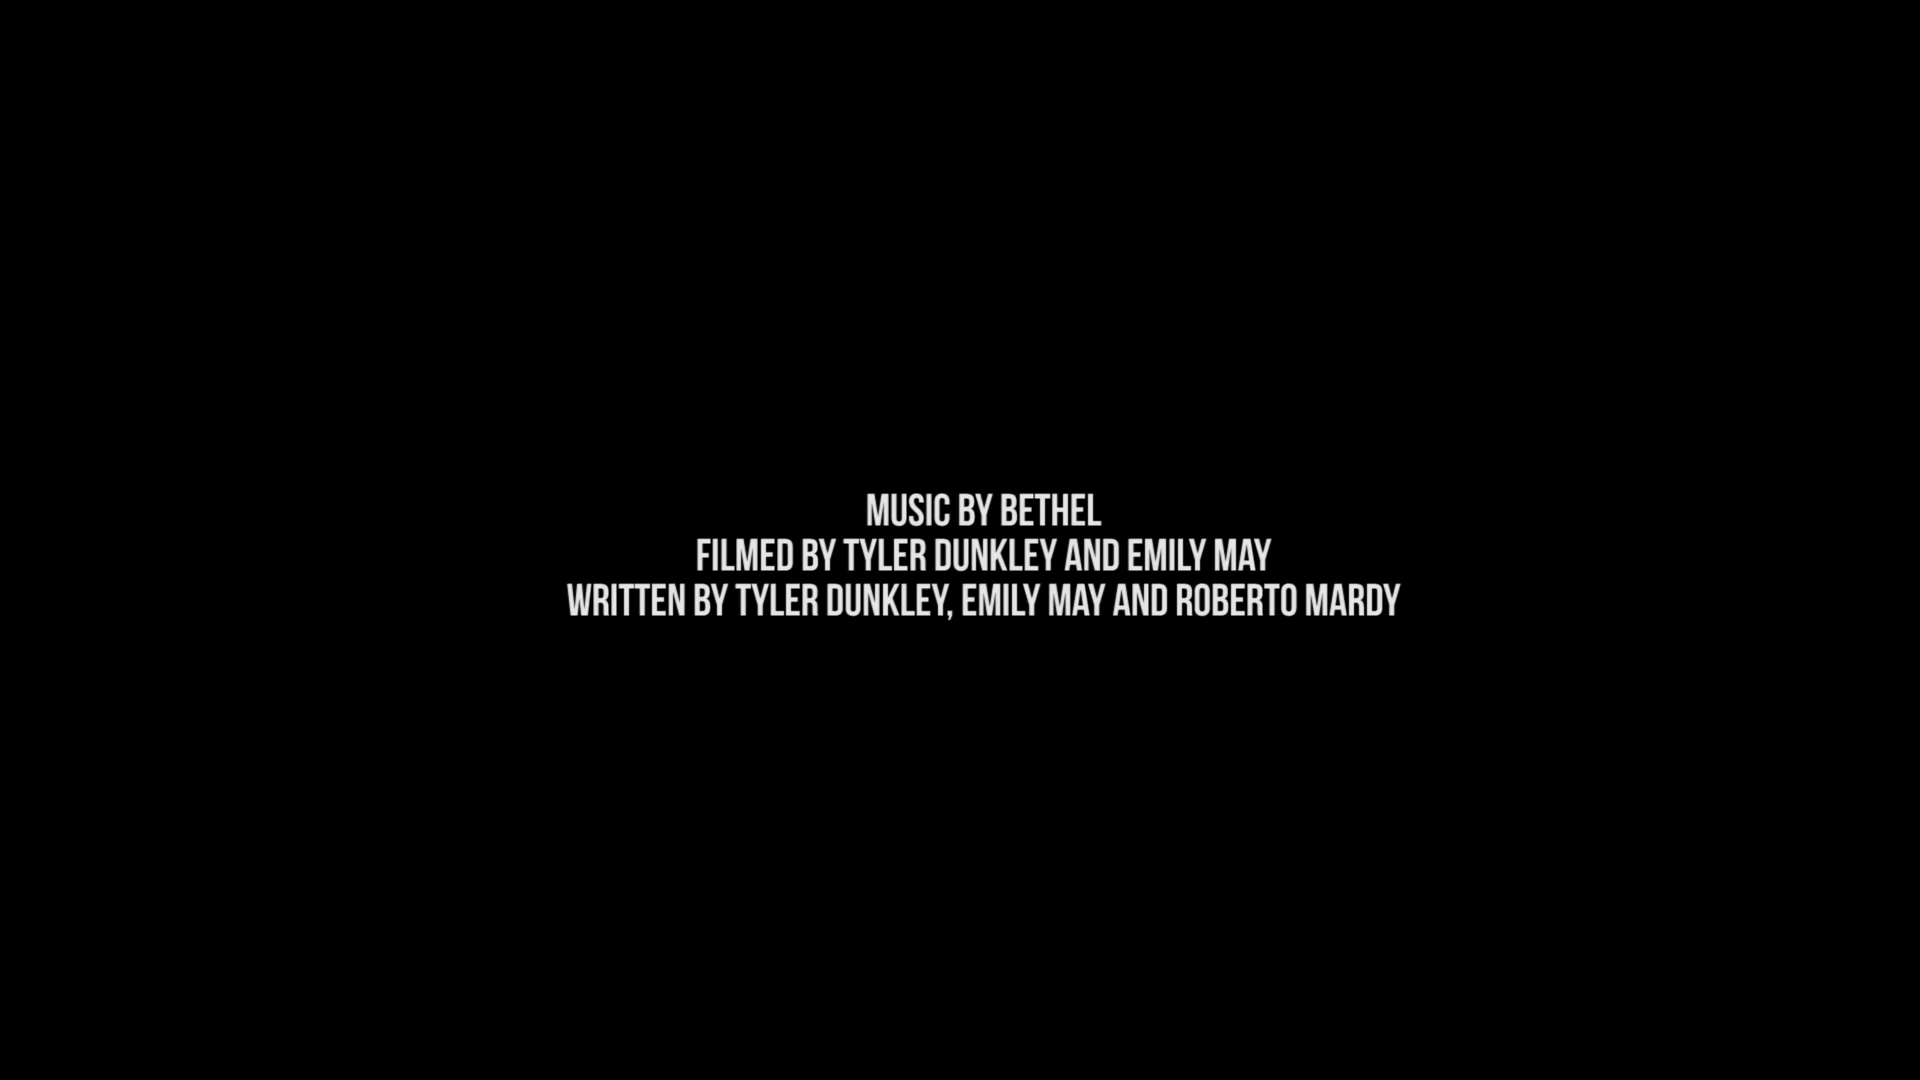 MUSIC BY BETHEL
FILMED BY TYLER DUNKLEY AND EMILY MAY
WRITTEN BY TYLER DUNKLEY, EMILY MAY AND ROBERTO MARDY